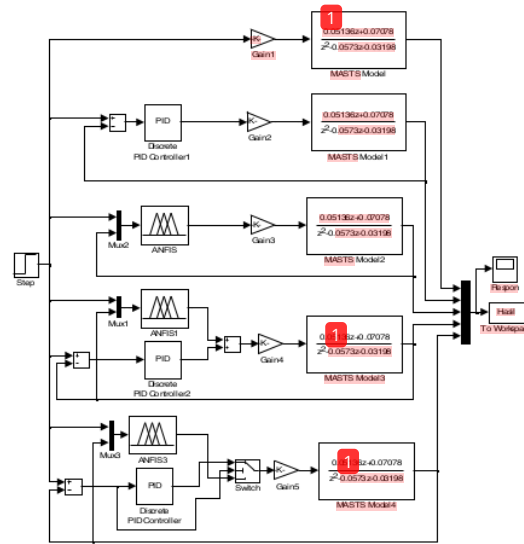 1
0.05136z+0.07078
z²-0.0573z-0.03198
-K-
Gain1
MASTS Model
+
−
PID
Discrete
PID Controller1
-K-
Gain2
0.05136z+0.07078
z²-0.0573z-0.03198
MASTS Model1
Mux2
ANFIS
-K-
Gain3
0.05136z+0.07078
z²-0.0573z-0.03198
MASTS Model2
Step
Respon
Hasil
Mux1
ANFIS1
+
−
PID
Discrete
PID Controller2
+
+
-K-
Gain4
1
z²-0.0573z-0.03198
MASTS Model3
Mux3
ANFIS3
+
−
PID
Discrete
PID Controller
Switch
-K-
Gain5
1
z²-0.0573z-0.03198
MASTS Model4